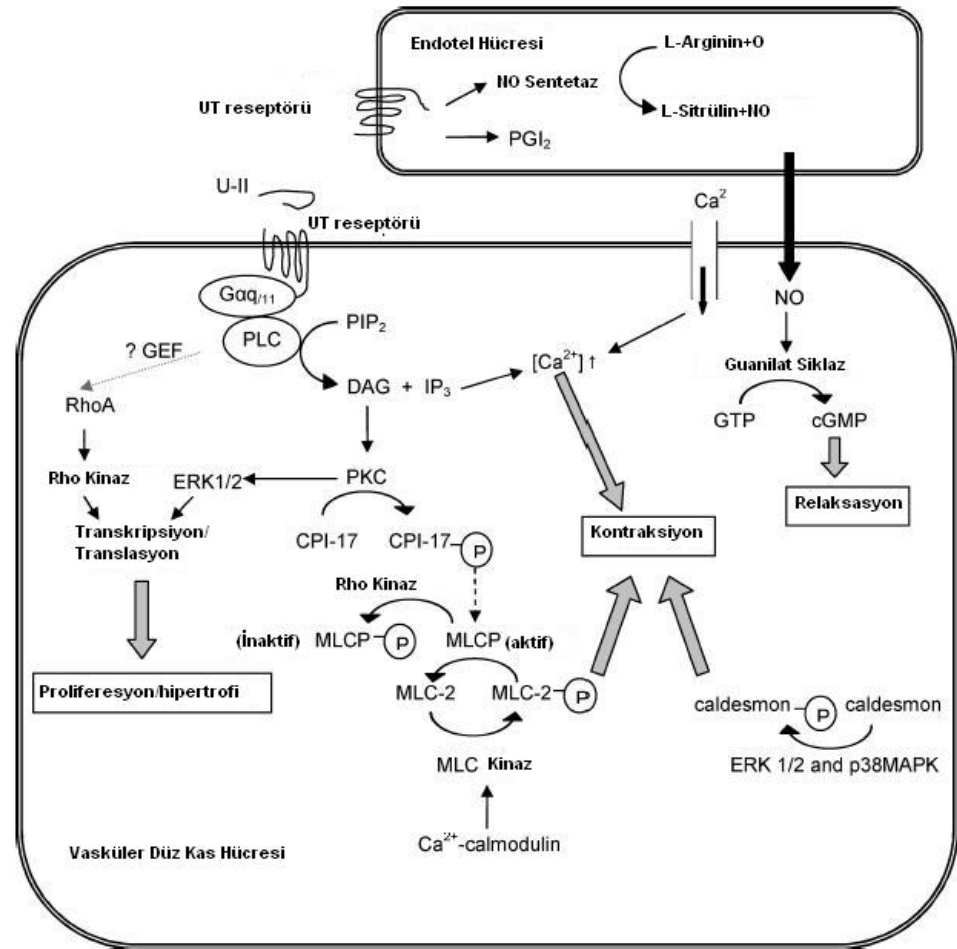 Endotel Hücresi
L-Arginin+O
NO Sentetaz
UT reseptörü
L-Sitrülin+NO
PGI2
U-II
Ca2
UT reseptörü
Gαq/11
NO
PIP2
PLC
? GEF
[Ca2+]↑
Guanilat Siklaz
DAG + IP3
RhoA
GTP
cGMP
Rho Kinaz
ERK1/2
PKC
Relaksasyon
Transkripsiyon/
Translasyon
CPI-17
CPI-17
P
Kontraksiyon
Rho Kinaz
(İnaktif)
MLCP
P
MLCP (aktif)
Proliferesyon/hipertrofi
MLC-2
MLC-2
P
caldesmon
P
caldesmon
MLC Kinaz
ERK 1/2 and p38MAPK
Ca2+-calmodulin
Vasküler Düz Kas Hücresi